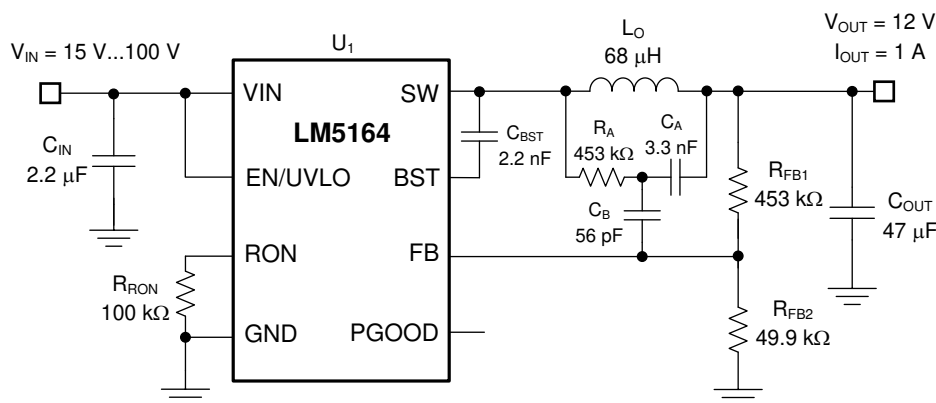 VIN = 15 V...100 V
CIN
2.2 μF
U1
LM5164
VIN
EN/UVLO
RON
GND
SW
BST
FB
PGOOD
RRON
100 kΩ
CBST
2.2 nF
LO
68 μH
RA
453 kΩ
CA
3.3 nF
CB
56 pF
RFB1
453 kΩ
RFB2
49.9 kΩ
VOUT = 12 V
IOUT = 1 A
COUT
47 μF